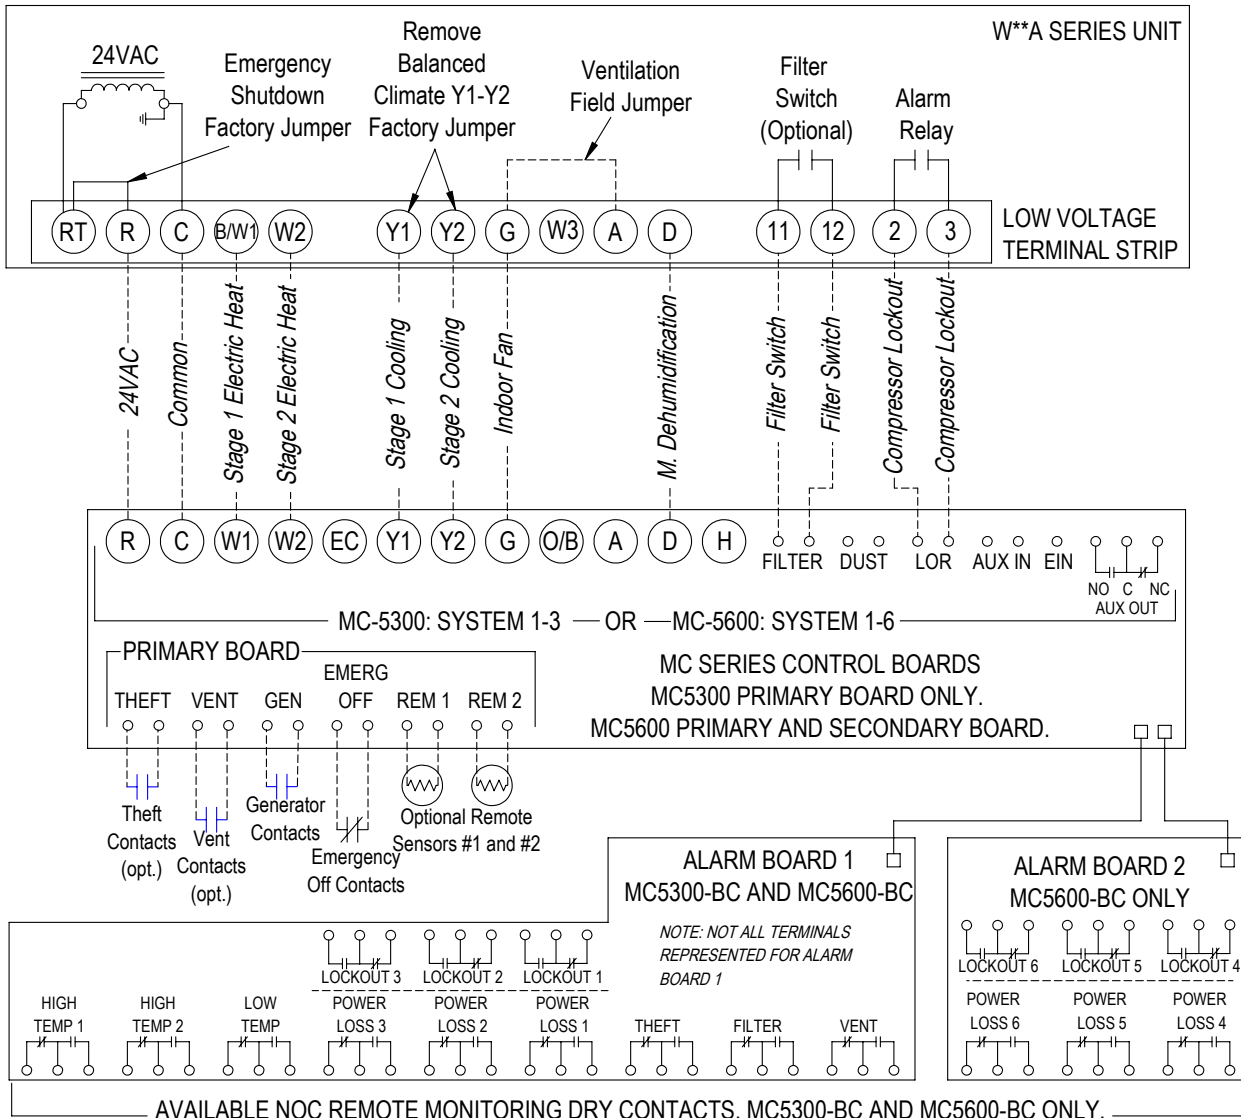 W**A SERIES UNIT
24VAC
Emergency
Shutdown
Factory Jumper
Remove
Balanced
Climate Y1-Y2
Factory Jumper
Ventilation
Field Jumper
Filter
Switch
(Optional)
Alarm
Relay
RT R C B/W1 W2 Y1 Y2 G W3 A D 11 12 2 3
LOW VOLTAGE
TERMINAL STRIP
24VAC
Common
Stage 1 Electric Heat
Stage 2 Electric Heat
Stage 1 Cooling
Stage 2 Cooling
Indoor Fan
M. Dehumidification
Filter Switch
Filter Switch
Compressor Lockout
Compressor Lockout
R C W1 W2 EC Y1 Y2 G O/B A D H
FILTER DUST LOR AUX IN EIN
NO C NC
AUX OUT
MC-5300: SYSTEM 1-3 OR MC-5600: SYSTEM 1-6
PRIMARY BOARD
THEFT VENT GEN EMERG OFF REM 1 REM 2
MC SERIES CONTROL BOARDS
MC5300 PRIMARY BOARD ONLY.
MC5600 PRIMARY AND SECONDARY BOARD.
Theft
Contacts
(opt.)
Vent
Contacts
(opt.)
Generator
Contacts
Emergency
Off Contacts
Optional Remote
Sensors #1 and #2
ALARM BOARD 1
MC5300-BC AND MC5600-BC
NOTE: NOT ALL TERMINALS
REPRESENTED FOR ALARM
BOARD 1
LOCKOUT 3 LOCKOUT 2 LOCKOUT 1
HIGH
TEMP 1
HIGH
TEMP 2
LOW
TEMP
POWER
LOSS 3
POWER
LOSS 2
POWER
LOSS 1
THEFT
FILTER
VENT
ALARM BOARD 2
MC5600-BC ONLY
LOCKOUT 6 LOCKOUT 5 LOCKOUT 4
POWER
LOSS 6
POWER
LOSS 5
POWER
LOSS 4
AVAILABLE NOC REMOTE MONITORING DRY CONTACTS. MC5300-BC AND MC5600-BC ONLY.